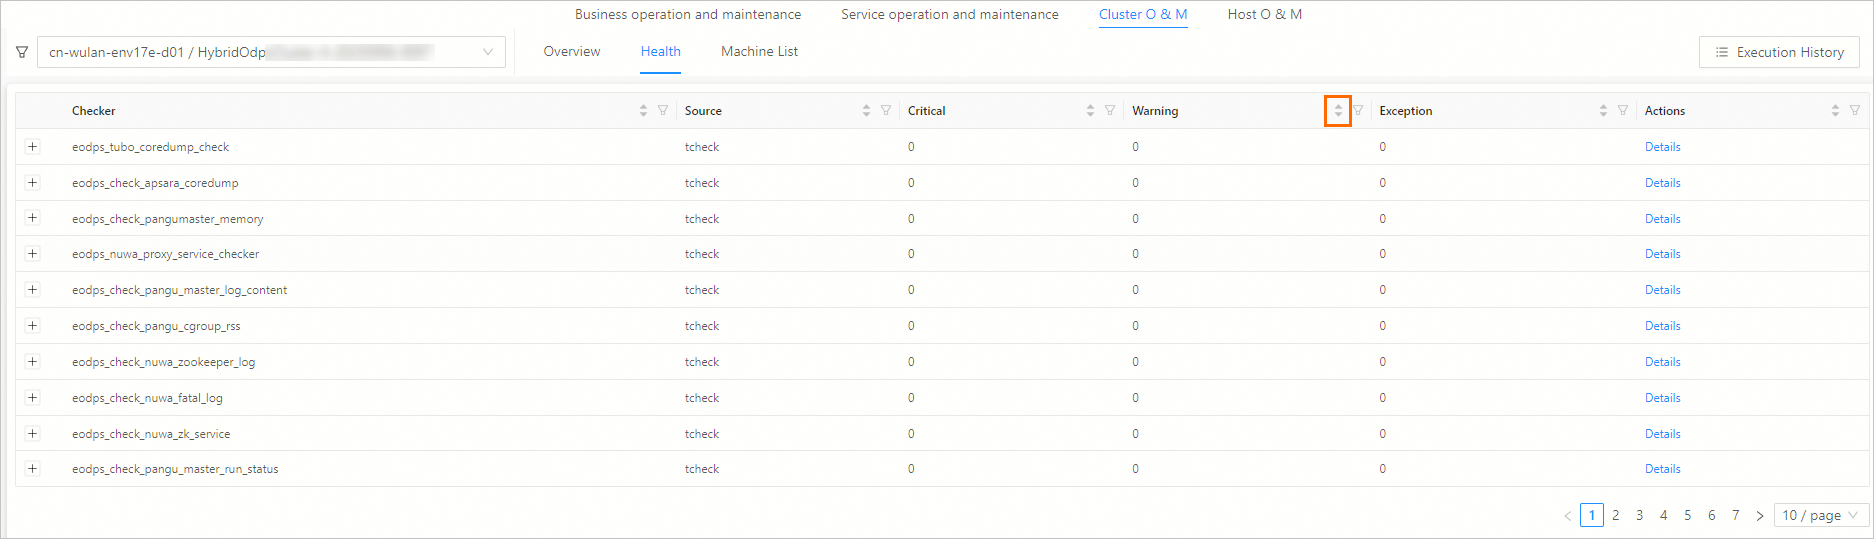 Business operation and maintenance Service operation and maintenance Cluster O & M Host O & M
cn-wulan-env17e-d01 / HybridOdp Overview Health Machine List Execution History
Checker Source Critical Warning Exception Actions
eodps_tubo_coredump_check tcheck 0 0 0 Details
eodps_check_apsara_coredump tcheck 0 0 0 Details
eodps_check_pangumaster_memory tcheck 0 0 0 Details
eodps_nuwa_proxy_service_checker tcheck 0 0 0 Details
eodps_check_pangu_master_log_content tcheck 0 0 0 Details
eodps_check_pangu_cgroup_rss tcheck 0 0 0 Details
eodps_check_nuwa_zookeeper_log tcheck 0 0 0 Details
eodps_check_nuwa_fatal_log tcheck 0 0 0 Details
eodps_check_nuwa_zk_service tcheck 0 0 0 Details
eodps_check_pangu_master_run_status tcheck 0 0 0 Details
< 1 2 3 4 5 6 7 > 10 / page